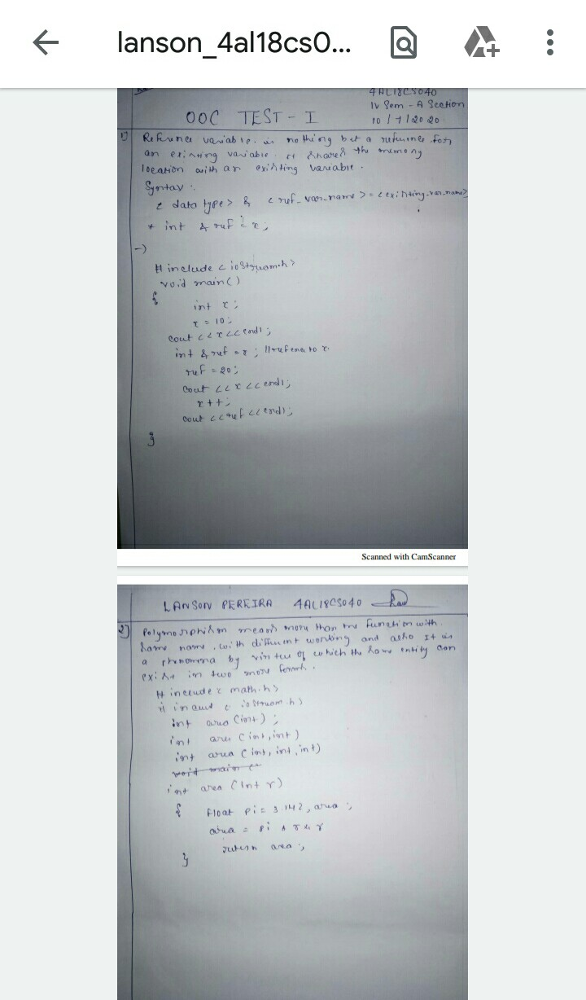 lanson_4al18cs0...
4AL18CS040
IV Sem - A Section
OOC TEST - I
10/7/2020
1) Reference variable. is nothing but a reference for
an existing variable. It shares the memory
location with an existing variable.
Syntax :
< data type > & < ref_var_name > = < existing_var_name >
* int & ref = x;
→)
# include < iostream.h>
void main()
{
int x;
x = 10;
cout << x << endl;
int & ref = x; // reference to x.
ref = 20;
cout << x << endl;
x++;
cout << ref << endl;
}
Scanned with CamScanner
LANSON PEREIRA 4AL18CS040
2) Polymorphism means more than one function with
same name. with different working and also It is
a phenomena by virtue of which the same entity can
exist in two more forms.
# include < math.h>
# include < iostream.h>
int area (int);
int area (int, int)
int area (int, int, int)
void main
int area (int r)
{ float pi = 3.142, area;
area = pi * r * r
return area;
}